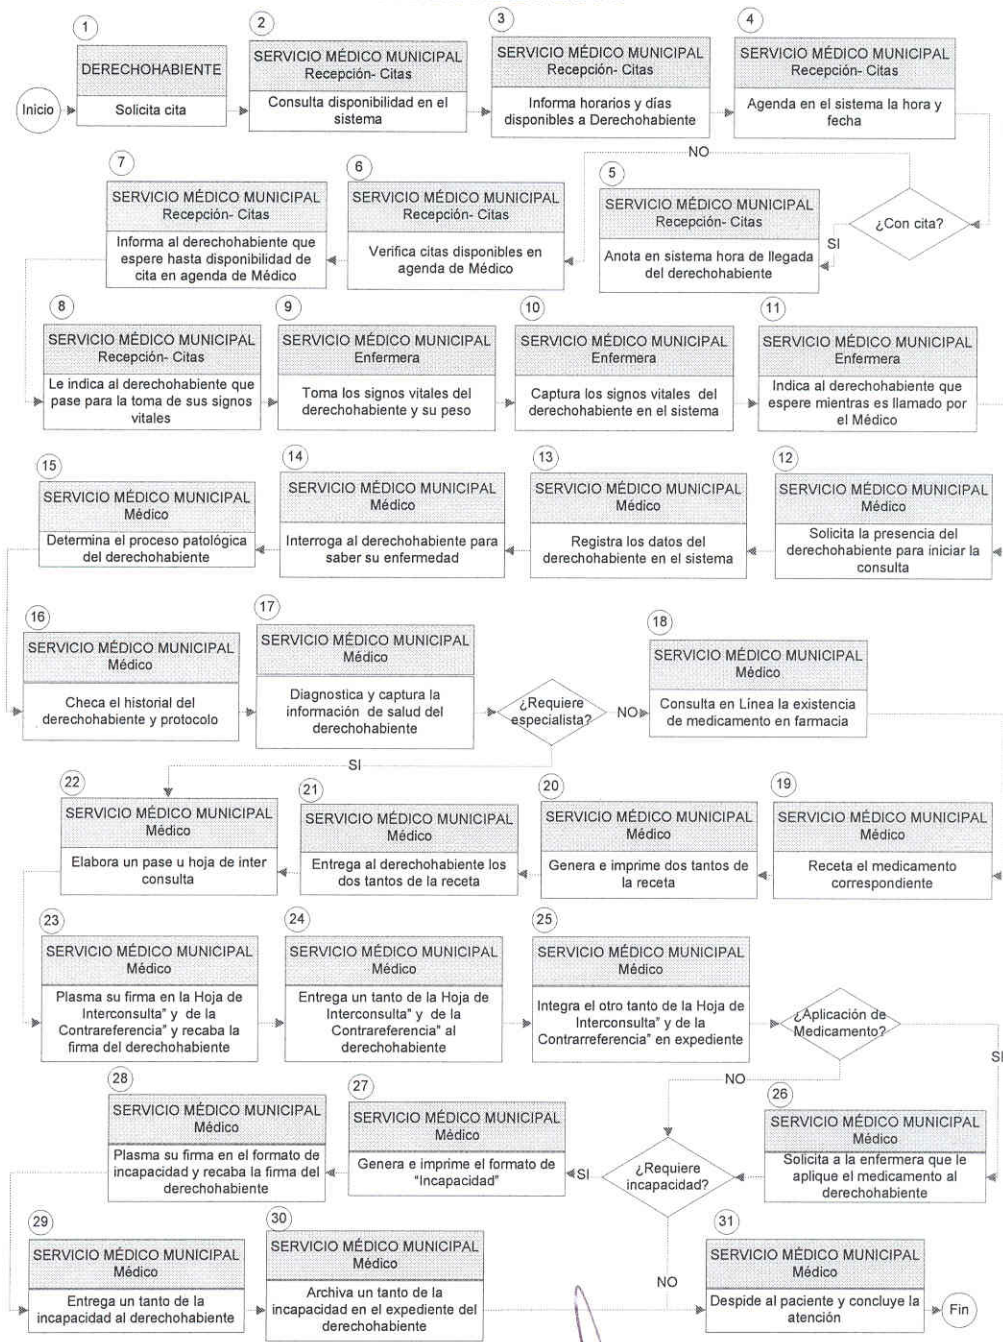 1
DERECHOHABIENTE
Inicio
Solicita cita
2
SERVICIO MÉDICO MUNICIPAL
Recepción- Citas
Consulta disponibilidad en el
sistema
3
SERVICIO MÉDICO MUNICIPAL
Recepción- Citas
Informa horarios y días
disponibles a Derechohabiente
4
SERVICIO MÉDICO MUNICIPAL
Recepción- Citas
Agenda en el sistema la hora y
fecha
¿Con cita?
NO
SI
5
SERVICIO MÉDICO MUNICIPAL
Recepción- Citas
Anota en sistema hora de llegada
del derechohabiente
6
SERVICIO MÉDICO MUNICIPAL
Recepción- Citas
Verifica citas disponibles en
agenda de Médico
7
SERVICIO MÉDICO MUNICIPAL
Recepción- Citas
Informa al derechohabiente que
espere hasta disponibilidad de
cita en agenda de Médico
8
SERVICIO MÉDICO MUNICIPAL
Recepción- Citas
Le indica al derechohabiente que
pase para la toma de sus signos
vitales
9
SERVICIO MÉDICO MUNICIPAL
Enfermera
Toma los signos vitales del
derechohabiente y su peso
10
SERVICIO MÉDICO MUNICIPAL
Enfermera
Captura los signos vitales del
derechohabiente en el sistema
11
SERVICIO MÉDICO MUNICIPAL
Enfermera
Indica al derechohabiente que
espere mientras es llamado por
el Médico
12
SERVICIO MÉDICO MUNICIPAL
Médico
Solicita la presencia del
derechohabiente para iniciar la
consulta
13
SERVICIO MÉDICO MUNICIPAL
Médico
Registra los datos del
derechohabiente en el sistema
14
SERVICIO MÉDICO MUNICIPAL
Médico
Interroga al derechohabiente para
saber su enfermedad
15
SERVICIO MÉDICO MUNICIPAL
Médico
Determina el proceso patológica
del derechohabiente
16
SERVICIO MÉDICO MUNICIPAL
Médico
Checa el historial del
derechohabiente y protocolo
17
SERVICIO MÉDICO MUNICIPAL
Médico
Diagnostica y captura la
información de salud del
derechohabiente
¿Requiere
especialista?
NO
SI
18
SERVICIO MÉDICO MUNICIPAL
Médico
Consulta en Línea la existencia
de medicamento en farmacia
19
SERVICIO MÉDICO MUNICIPAL
Médico
Receta el medicamento
correspondiente
20
SERVICIO MÉDICO MUNICIPAL
Médico
Genera e imprime dos tantos de
la receta
21
SERVICIO MÉDICO MUNICIPAL
Médico
Entrega al derechohabiente los
dos tantos de la receta
22
SERVICIO MÉDICO MUNICIPAL
Médico
Elabora un pase u hoja de inter
consulta
23
SERVICIO MÉDICO MUNICIPAL
Médico
Plasma su firma en la Hoja de
Interconsulta" y de la
Contrareferencia" y recaba la
firma del derechohabiente
24
SERVICIO MÉDICO MUNICIPAL
Médico
Entrega un tanto de la Hoja de
Interconsulta" y de la
Contrareferencia" al
derechohabiente
25
SERVICIO MÉDICO MUNICIPAL
Médico
Integra el otro tanto de la Hoja de
Interconsulta" y de la
Contrarreferencia" en expediente
¿Aplicación de
Medicamento?
SI
NO
26
SERVICIO MÉDICO MUNICIPAL
Médico
Solicita a la enfermera que le
aplique el medicamento al
derechohabiente
¿Requiere
incapacidad?
SI
NO
27
SERVICIO MÉDICO MUNICIPAL
Médico
Genera e imprime el formato de
"Incapacidad"
28
SERVICIO MÉDICO MUNICIPAL
Médico
Plasma su firma en el formato de
incapacidad y recaba la firma del
derechohabiente
29
SERVICIO MÉDICO MUNICIPAL
Médico
Entrega un tanto de la
incapacidad al derechohabiente
30
SERVICIO MÉDICO MUNICIPAL
Médico
Archiva un tanto de la
incapacidad en el expediente del
derechohabiente
31
SERVICIO MÉDICO MUNICIPAL
Médico
Despide al paciente y concluye la
atención
Fin